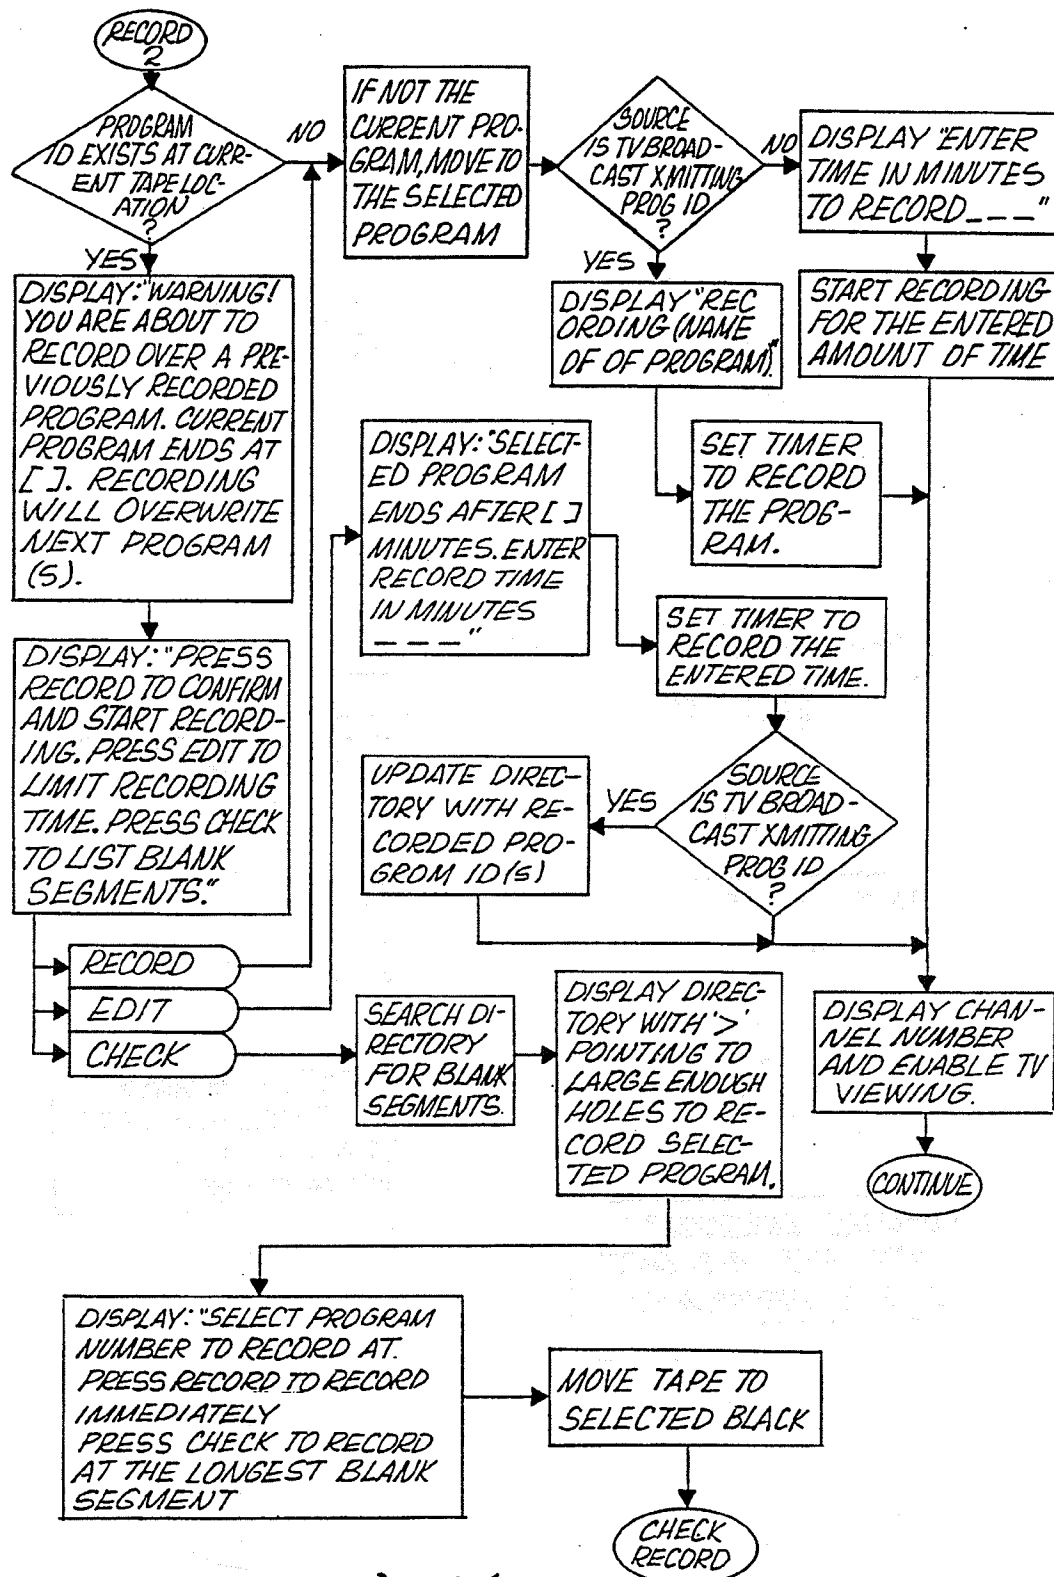 RECORD
2
PROGRAM
ID EXISTS AT CURR-
ENT TAPE LOC-
ATION
?
NO
YES
IF NOT THE
CURRENT PRO-
GRAM, MOVE TO
THE SELECTED
PROGRAM
SOURCE
IS TV BROAD-
CAST XMITTING
PROG ID
?
NO
YES
DISPLAY "ENTER
TIME IN MINUTES
TO RECORD _ _ _"
START RECORDING
FOR THE ENTERED
AMOUNT OF TIME
DISPLAY "REC
ORDING (NAME
OF OF PROGRAM)."
SET TIMER
TO RECORD
THE PROG-
RAM.
DISPLAY: "WARNING!
YOU ARE ABOUT TO
RECORD OVER A PRE-
VIOUSLY RECORDED
PROGRAM. CURRENT
PROGRAM ENDS AT
[ ]. RECORDING
WILL OVERWRITE
NEXT PROGRAM
(S).
DISPLAY: "SELECT-
ED PROGRAM
ENDS AFTER [ ]
MINUTES. ENTER
RECORD TIME
IN MINUTES
_ _ _"
SET TIMER TO
RECORD THE
ENTERED TIME.
DISPLAY: "PRESS
RECORD TO CONFIRM
AND START RECORD-
ING. PRESS EDIT TO
LIMIT RECORDING
TIME. PRESS CHECK
TO LIST BLANK
SEGMENTS."
UPDATE DIREC-
TORY WITH RE-
CORDED PRO-
GROM ID(S)
YES
SOURCE
IS TV BROAD-
CAST XMITTING
PROG ID
?
RECORD
EDIT
CHECK
SEARCH DI-
RECTORY
FOR BLANK
SEGMENTS.
DISPLAY DIREC-
TORY WITH '>'
POINTING TO
LARGE ENOUGH
HOLES TO RE-
CORD SELEC-
TED PROGRAM.
DISPLAY CHAN-
NEL NUMBER
AND ENABLE TV
VIEWING.
CONTINUE
DISPLAY: "SELECT PROGRAM
NUMBER TO RECORD AT.
PRESS RECORD TO RECORD
IMMEDIATELY
PRESS CHECK TO RECORD
AT THE LONGEST BLANK
SEGMENT
MOVE TAPE TO
SELECTED BLACK
CHECK
RECORD